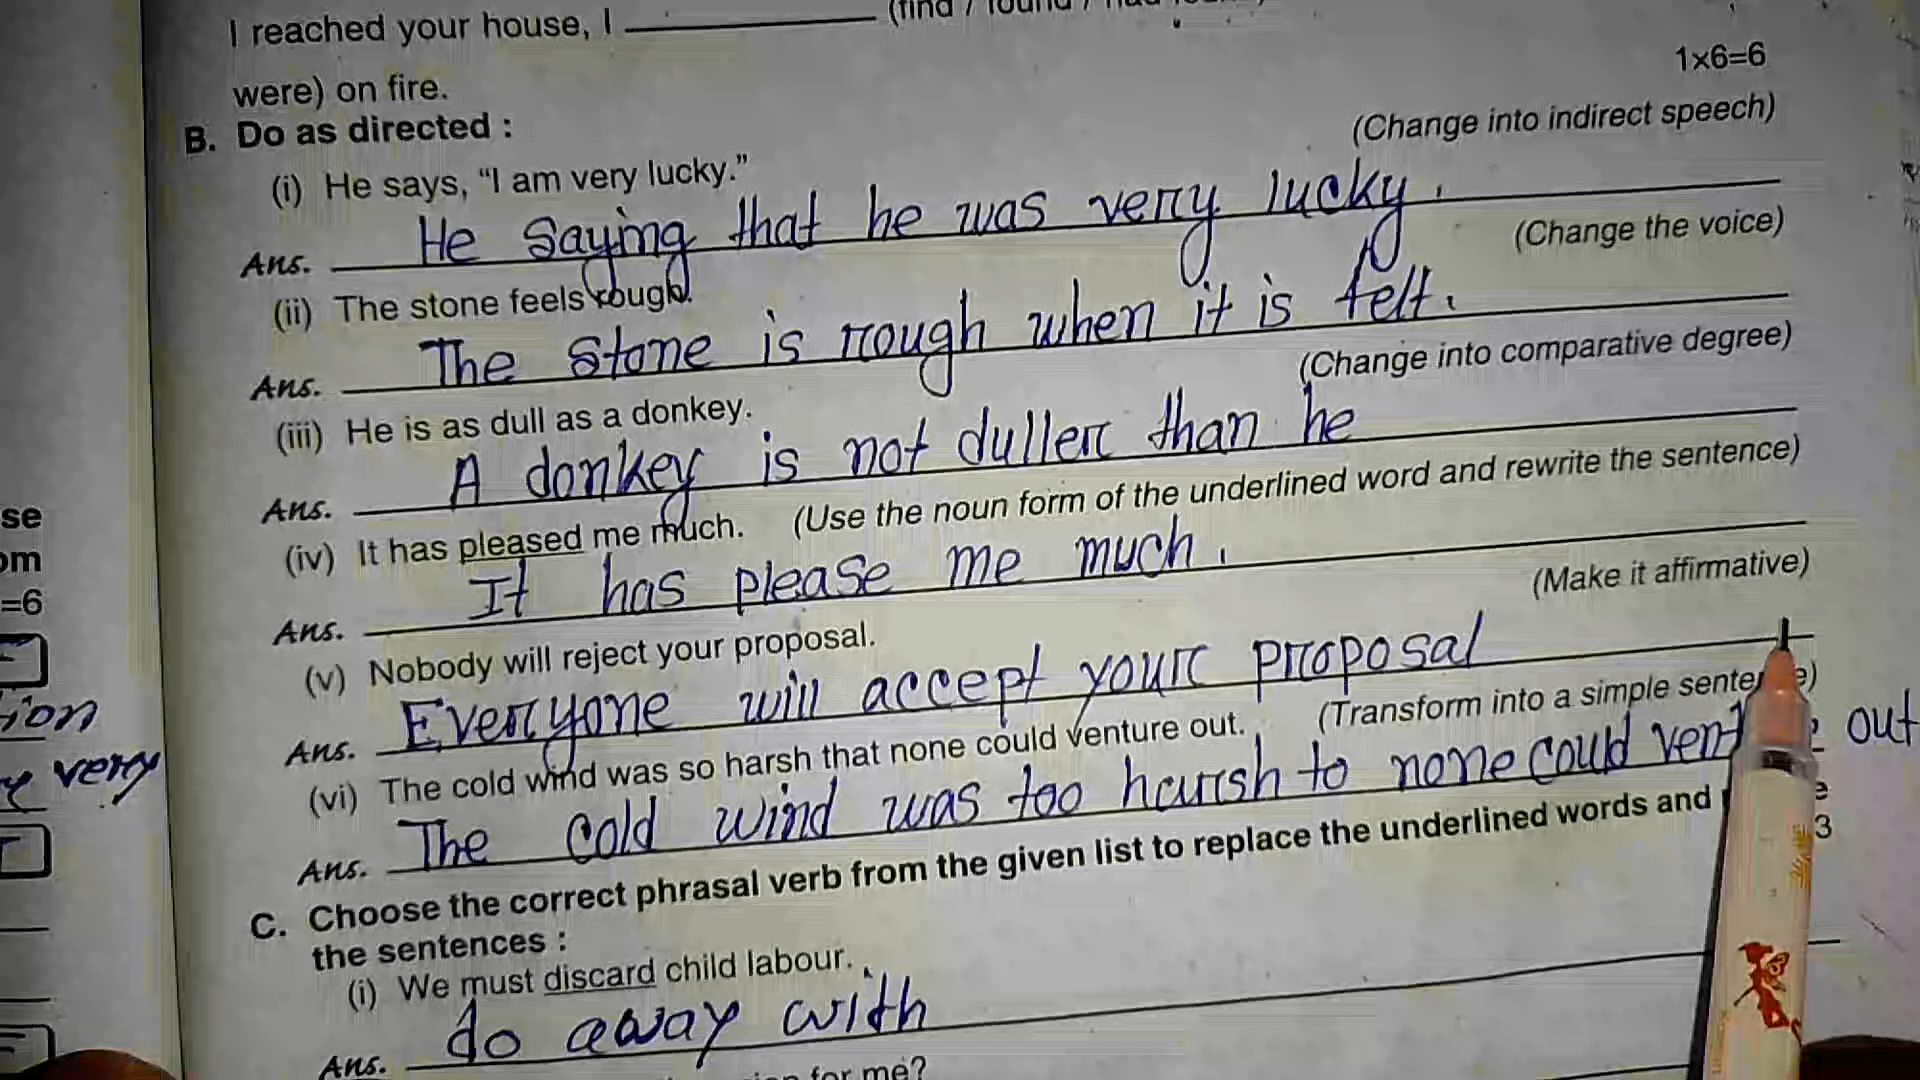 I reached your house, I ________ (find / found /
were) on fire.
1x6=6
B. Do as directed :
(i) He says, “I am very lucky.” (Change into indirect speech)
Ans. He saying that he was very lucky.
(ii) The stone feels rough. (Change the voice)
Ans. The stone is rough when it is felt.
(iii) He is as dull as a donkey. (Change into comparative degree)
Ans. A donkey is not duller than he
(iv) It has pleased me much. (Use the noun form of the underlined word and rewrite the sentence)
Ans. It has please me much.
(v) Nobody will reject your proposal. (Make it affirmative)
Ans. Everyone will accept your proposal
(vi) The cold wind was so harsh that none could venture out. (Transform into a simple sentence)
Ans. The cold wind was too harsh to none could out
C. Choose the correct phrasal verb from the given list to replace the underlined words and
the sentences :
3
(i) We must discard child labour.
Ans. do away with
for me?
se
om
=6
very